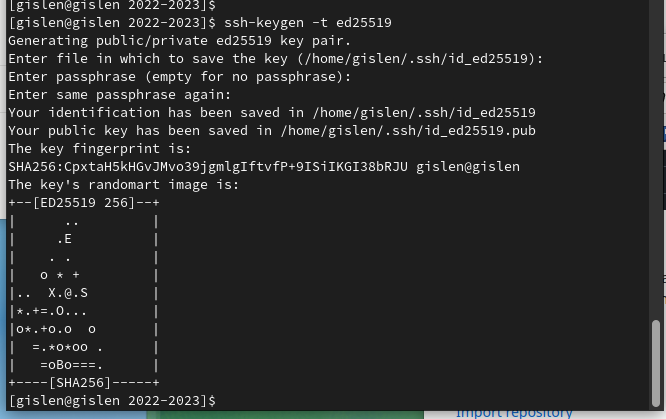 [gislen@gislen 2022-2023]$
[gislen@gislen 2022-2023]$ ssh-keygen -t ed25519
Generating public/private ed25519 key pair.
Enter file in which to save the key (/home/gislen/.ssh/id_ed25519):
Enter passphrase (empty for no passphrase):
Enter same passphrase again:
Your identification has been saved in /home/gislen/.ssh/id_ed25519
Your public key has been saved in /home/gislen/.ssh/id_ed25519.pub
The key fingerprint is:
SHA256:CpxtaH5kHGvJMvo39jgmlgIftvfP+9ISiIKGI38bRJU gislen@gislen
The key's randomart image is:
+--[ED25519 256]--+
|      ..         |
|     .E          |
|    . .          |
|   o * +         |
|..  X.@.S        |
|*.+=.O...        |
|o*.+o.o  o       |
|  =.*o*oo .      |
|   =oBo===.      |
+----[SHA256]-----+
[gislen@gislen 2022-2023]$
Import repository